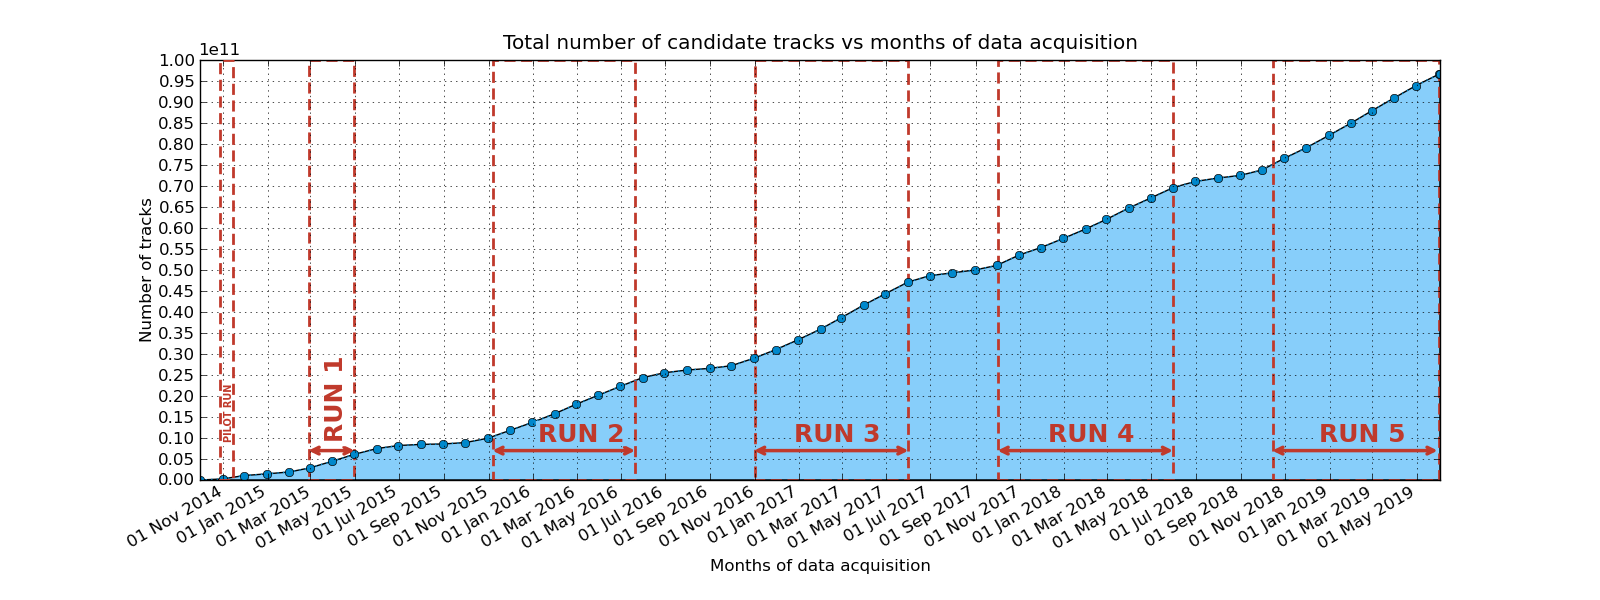 Total number of candidate tracks vs months of data acquisition
1e11
1.00
0.95
0.90
0.85
0.80
0.75
0.70
0.65
0.60
0.55
0.50
0.45
0.40
0.35
0.30
0.25
0.20
0.15
0.10
0.05
0.00
Number of tracks
PILOT RUN
RUN 1
RUN 2
RUN 3
RUN 4
RUN 5
01 Nov 2014
01 Jan 2015
01 Mar 2015
01 May 2015
01 Jul 2015
01 Sep 2015
01 Nov 2015
01 Jan 2016
01 Mar 2016
01 May 2016
01 Jul 2016
01 Sep 2016
01 Nov 2016
01 Jan 2017
01 Mar 2017
01 May 2017
01 Jul 2017
01 Sep 2017
01 Nov 2017
01 Jan 2018
01 Mar 2018
01 May 2018
01 Jul 2018
01 Sep 2018
01 Nov 2018
01 Jan 2019
01 Mar 2019
01 May 2019
Months of data acquisition